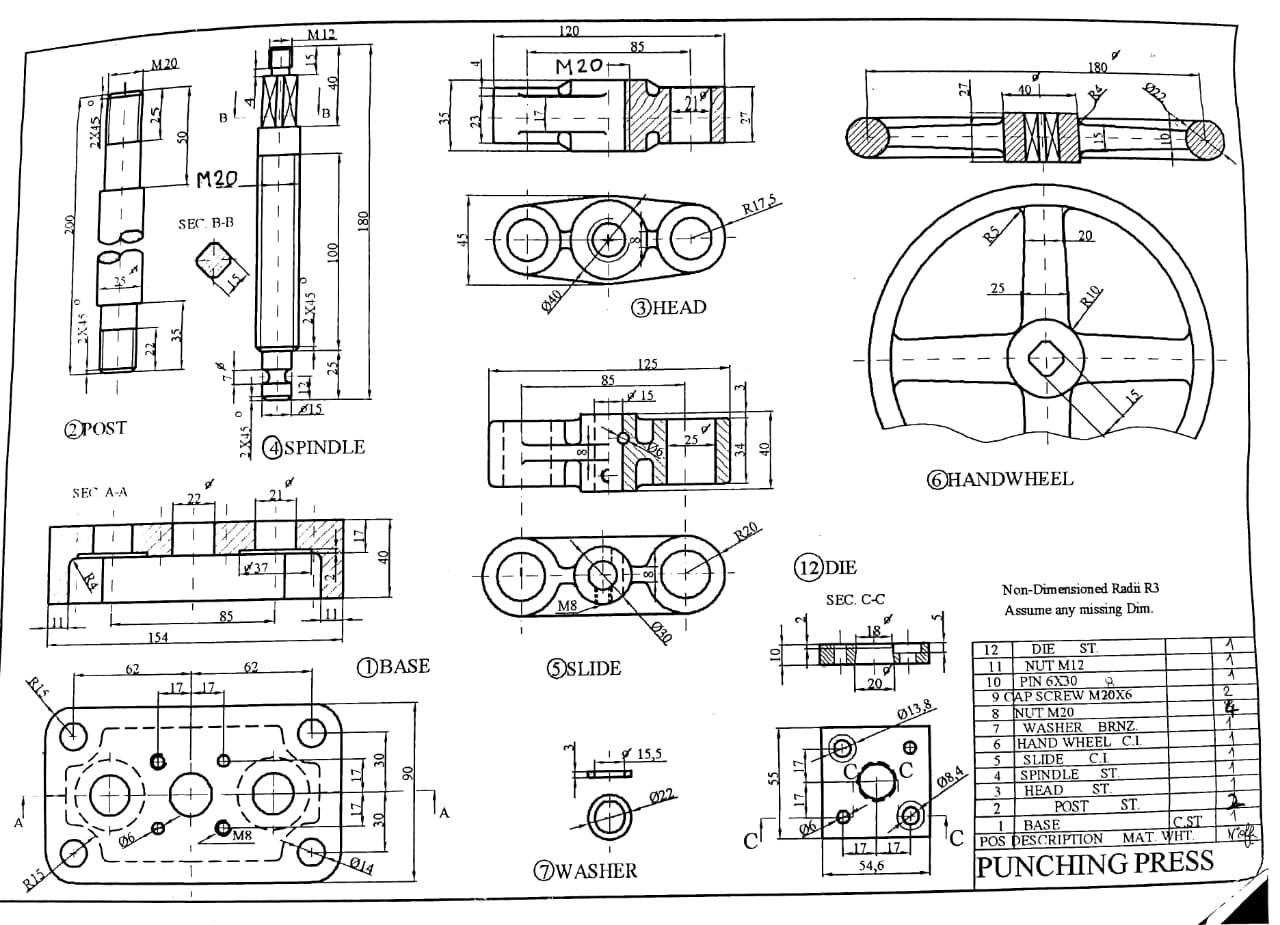 M20
2X45°
25
50
200
25 ø
2X45°
22
35
②POST
M12
15
40
4
B
B
M20
SEC. B-B
15
180
100
2X45°
7 ø
12
25
2X45°
ø15
④SPINDLE
120
85
M20
4
35
23
17
21 ø
27
R17,5
45
8
Ø40
③HEAD
180 ø
40 ø
27
R4
Ø22
15
10
R5
20
25
R10
15
⑥HANDWHEEL
125
85
ø 15
3
8
Ø6
25 ø
34
40
R20
8
M8
Ø30
⑤SLIDE
SEC. A-A
22 ø
21 ø
17
40
R4
ø37
2
11
85
11
154
①BASE
62
62
R15
17
17
30
17
90
17
30
A
A
Ø6
M8
R15
Ø14
3
ø 15,5
Ø22
⑦WASHER
⑫DIE
SEC. C-C
2
18 ø
5
10
20 ø
Ø13,8
55
17
17
C
C
Ø8,4
Ø6
C
C
17
17
54,6
Non-Dimensioned Radii R3
Assume any missing Dim.
12 DIE ST. 1
11 NUT M12 1
10 PIN 6X30 1
9 CAP SCREW M20X6 8 2
8 NUT M20 4
7 WASHER BRNZ. 1
6 HAND WHEEL C.I. 1
5 SLIDE C.I. 1
4 SPINDLE ST. 1
3 HEAD ST. 1
2 POST ST. 2
1 BASE C.ST 1
POS DESCRIPTION MAT. WHT. N° off
PUNCHING PRESS